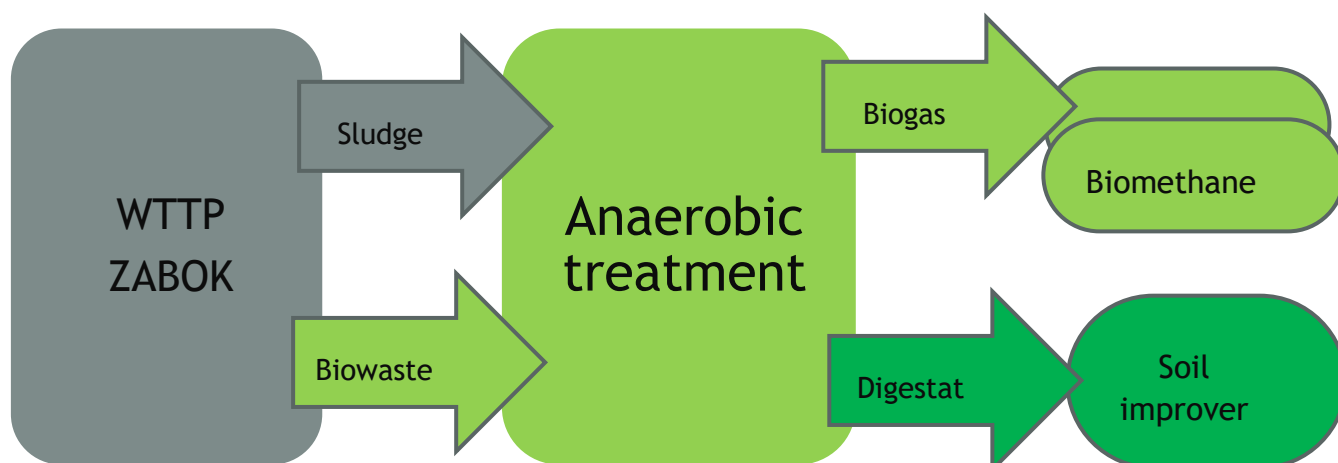 WTTP
ZABOK
Sludge
Biowaste
Anaerobic
treatment
Biogas
Biomethane
Digestat
Soil
improver